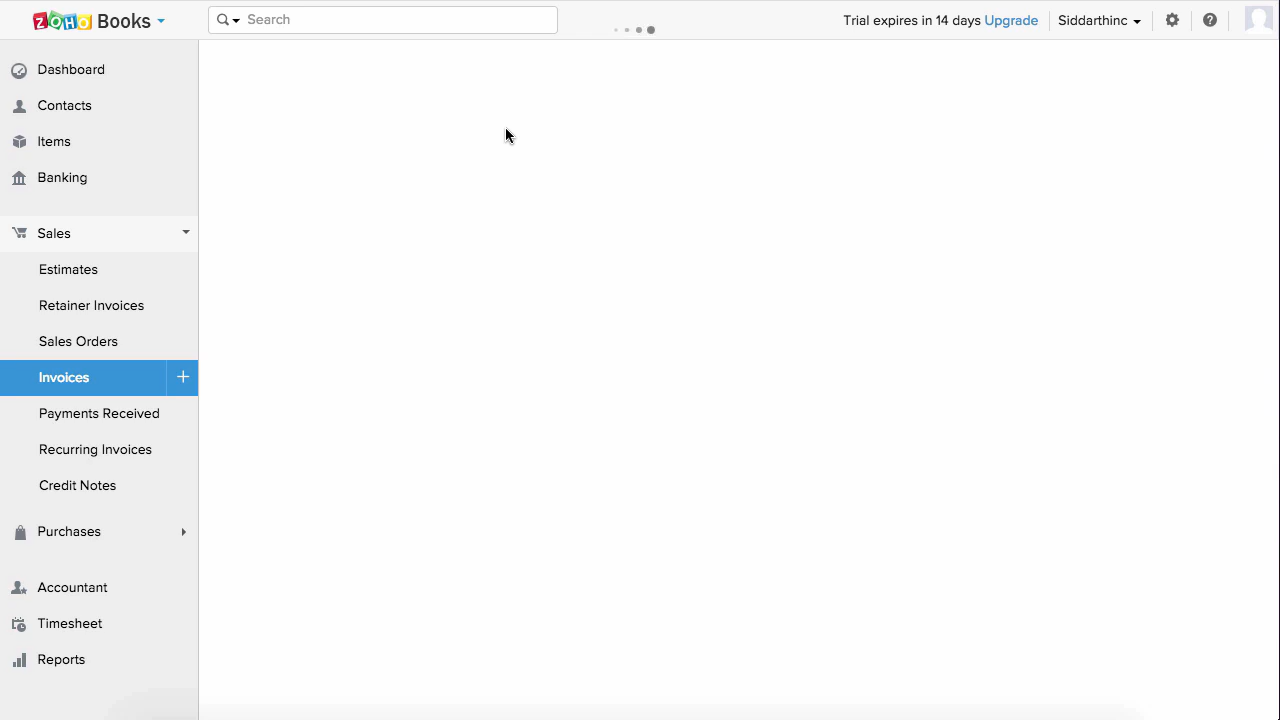 ZOHO Books
Search
Trial expires in 14 days Upgrade
Siddarthinc
Dashboard
Contacts
Items
Banking
Sales
Estimates
Retainer Invoices
Sales Orders
Invoices
Payments Received
Recurring Invoices
Credit Notes
Purchases
Accountant
Timesheet
Reports